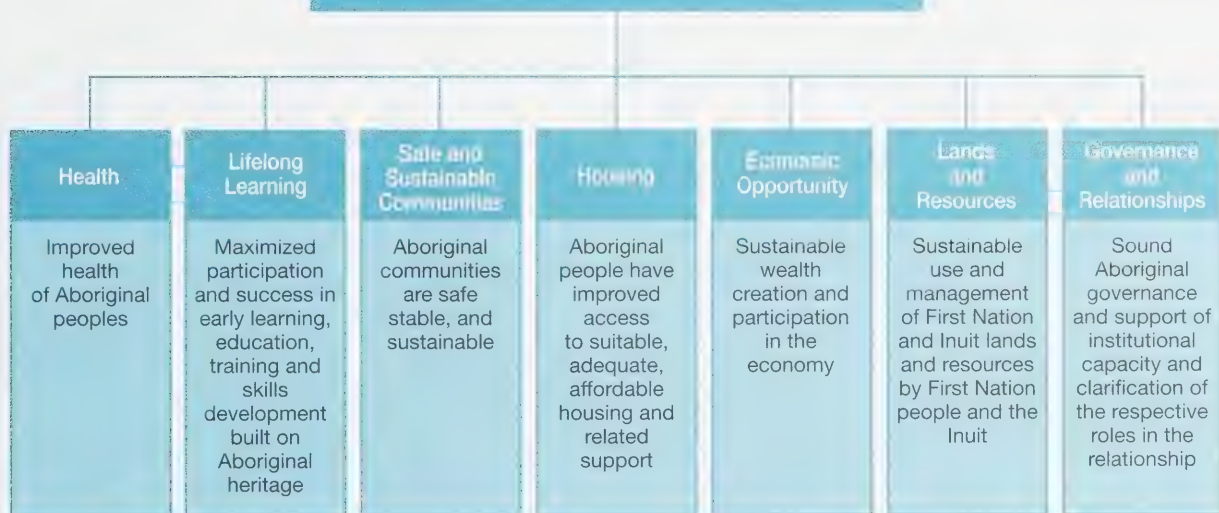 Health
Improved
health
of Aboriginal
peoples
Lifelong
Learning
Maximized
participation
and success in
early learning,
education,
training and
skills
development
built on
Aboriginal
heritage
Safe and
Sustainable
Communities
Aboriginal
communities
are safe
stable, and
sustainable
Housing
Aboriginal
people have
improved
access
to suitable,
adequate,
affordable
housing and
related
support
Economic
Opportunity
Sustainable
wealth
creation and
participation
in the
economy
Lands
and
Resources
Sustainable
use and
management
of First Nation
and Inuit lands
and resources
by First Nation
people and the
Inuit
Governance
and
Relationships
Sound
Aboriginal
governance
and support of
institutional
capacity and
clarification of
the respective
roles in the
relationship